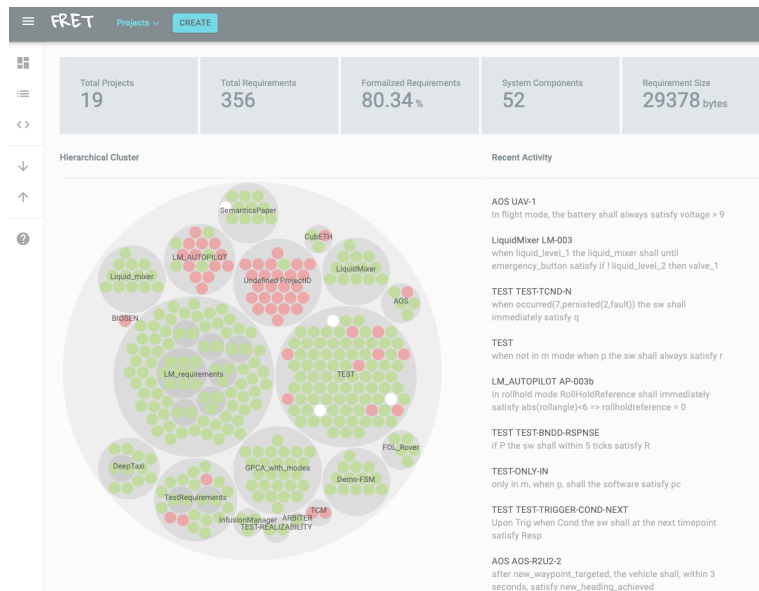 FRET
Projects
CREATE
Total Projects
19
Total Requirements
356
Formalized Requirements
80.34 %
System Components
52
Requirement Size
29378 bytes
Hierarchical Cluster
SemanticsPaper
CubETH
LM_AUTOPILOT
Liquid_mixer
Undefined ProjectID
LiquidMixer
AOS
BIOSEN
LM_requirements
TEST
FOL_Rover
DeepTaxi
GPCA_with_modes
Demo-FSM
TestRequirements
TCM
InfusionManager
ARBITER
TEST-REALIZABILITY
Recent Activity
AOS UAV-1
In flight mode, the battery shall always satisfy voltage > 9
LiquidMixer LM-003
when liquid_level_1 the liquid_mixer shall until
emergency_button satisfy if ! liquid_level_2 then valve_1
TEST TEST-TCND-N
when occurred(7,persisted(2,fault)) the sw shall
immediately satisfy q
TEST
when not in m mode when p the sw shall always satisfy r
LM_AUTOPILOT AP-003b
In rollhold mode RollHoldReference shall immediately
satisfy abs(rollangle)<6 => rollholdreference = 0
TEST TEST-BNDD-RSPNSE
if P the sw shall within 5 ticks satisfy R
TEST-ONLY-IN
only in m, when p, shall the software satisfy pc
TEST TEST-TRIGGER-COND-NEXT
Upon Trig when Cond the sw shall at the next timepoint
satisfy Resp
AOS AOS-R2U2-2
after new_waypoint_targeted, the vehicle shall, within 3
seconds, satisfy new_heading_achieved